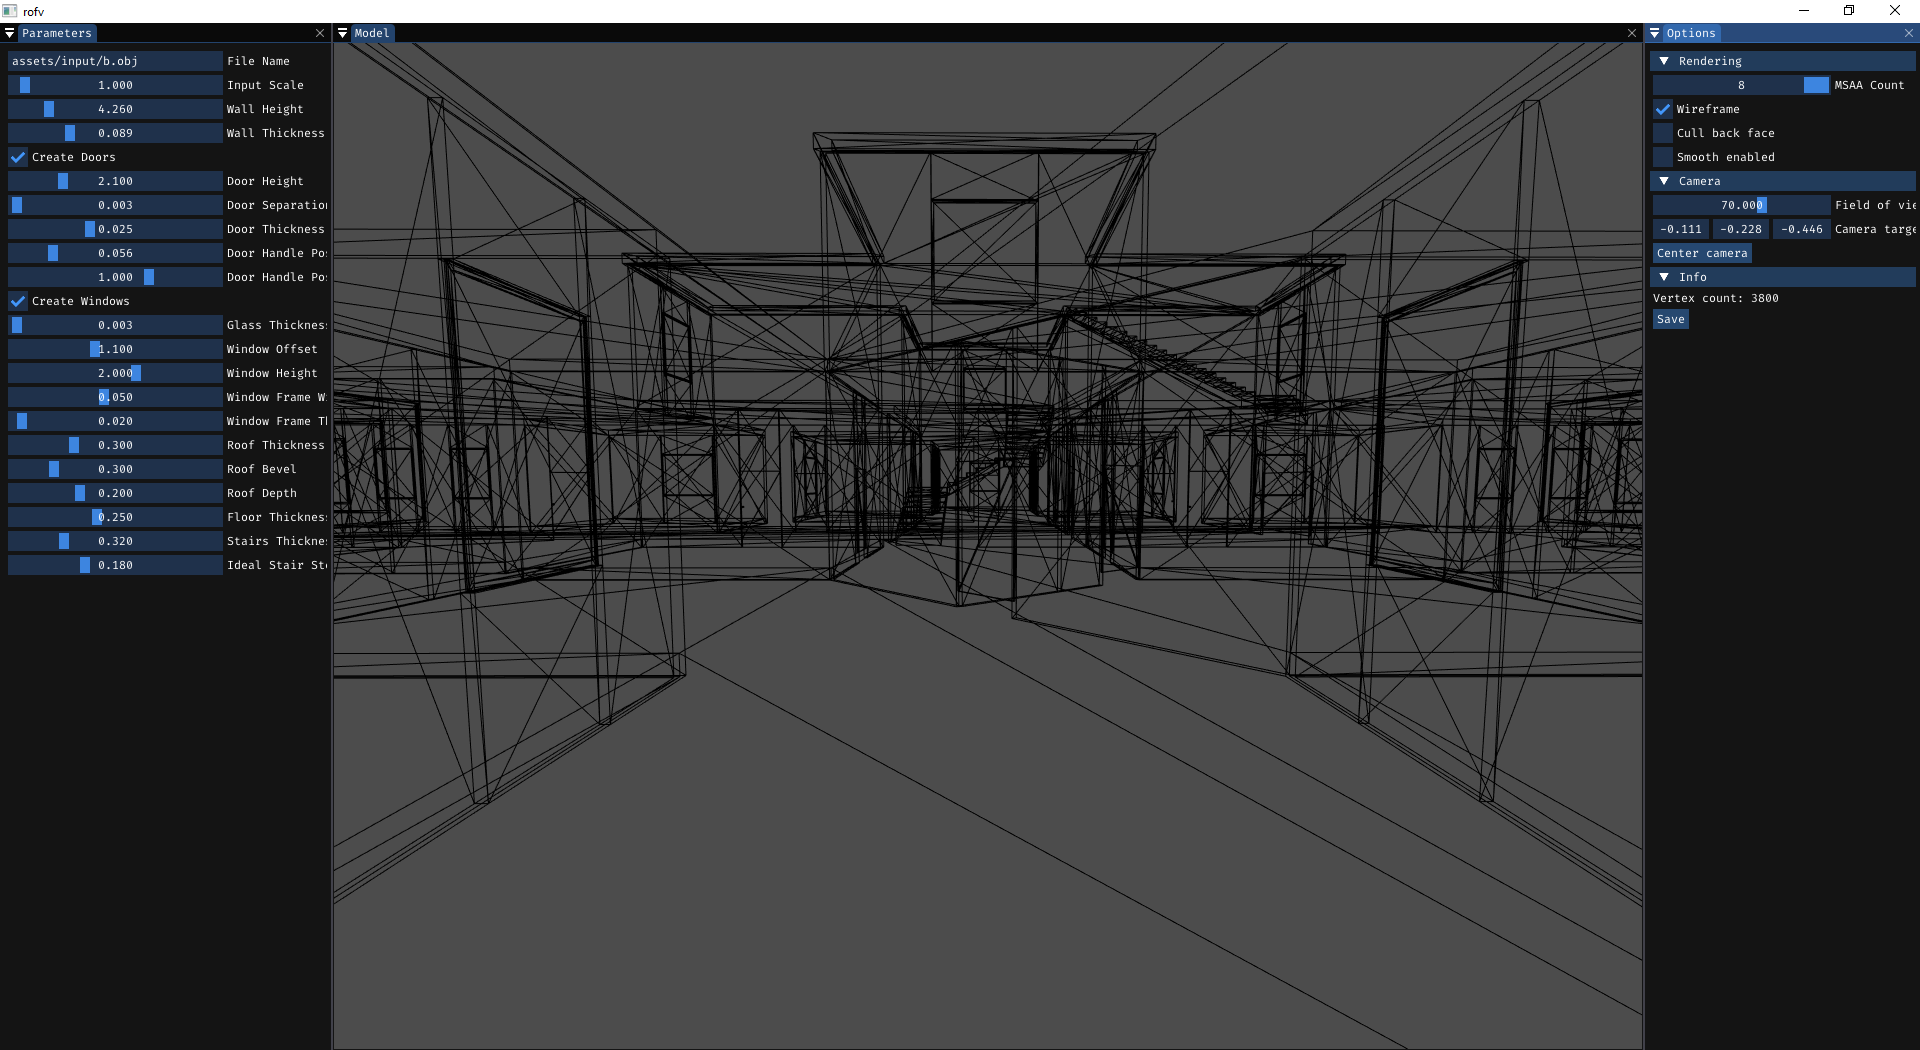 rofv
Parameters
assets/input/b.obj File Name
1.000 Input Scale
4.260 Wall Height
0.089 Wall Thickness
Create Doors
2.100 Door Height
0.003 Door Separatio
0.025 Door Thickness
0.056 Door Handle Po
1.000 Door Handle Po
Create Windows
0.003 Glass Thicknes
1.100 Window Offset
2.000 Window Height
0.050 Window Frame W
0.020 Window Frame T
0.300 Roof Thickness
0.300 Roof Bevel
0.200 Roof Depth
0.250 Floor Thicknes
0.320 Stairs Thickne
0.180 Ideal Stair St
Model
Options
Rendering
8 MSAA Count
Wireframe
Cull back face
Smooth enabled
Camera
70.000 Field of vie
-0.111 -0.228 -0.446 Camera targe
Center camera
Info
Vertex count: 3800
Save